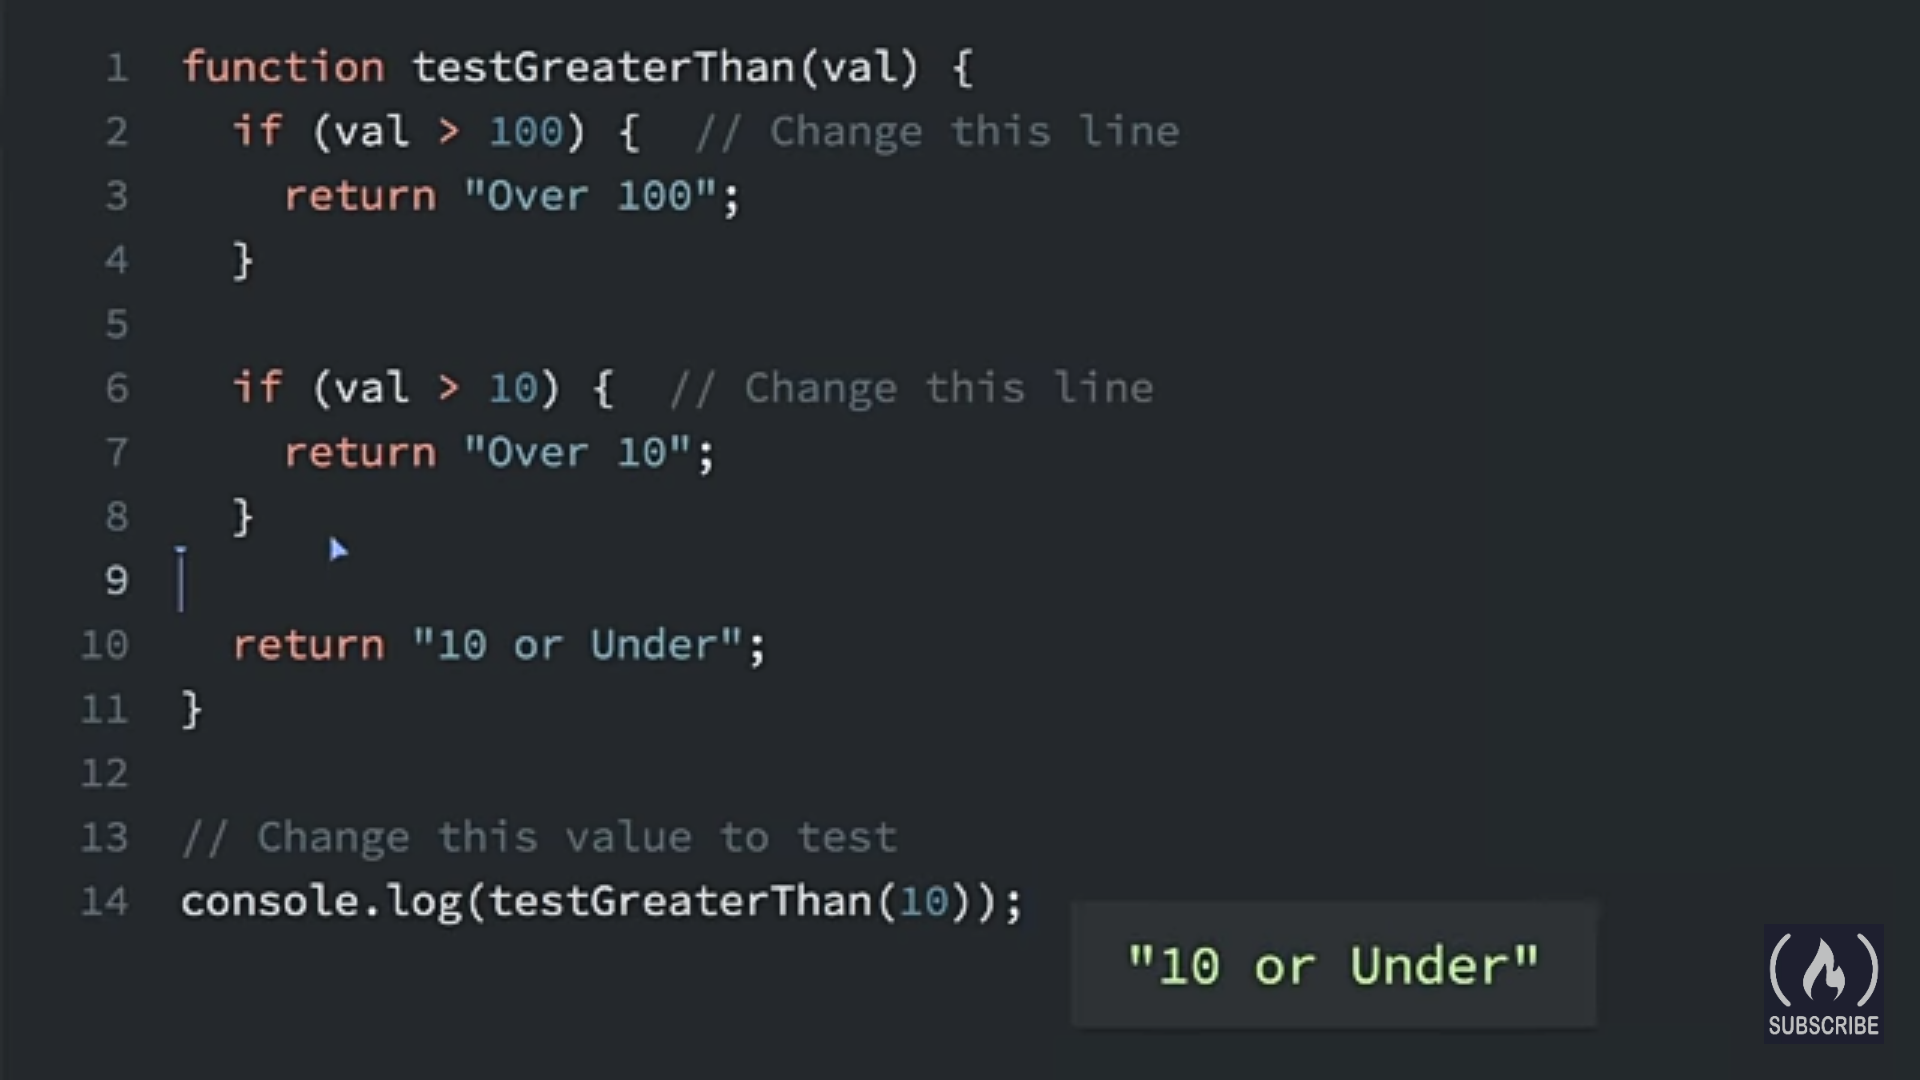 1 function testGreaterThan(val) {
2 if (val > 100) { // Change this line
3 return "Over 100";
4 }
5
6 if (val > 10) { // Change this line
7 return "Over 10";
8 }
9
10 return "10 or Under";
11 }
12
13 // Change this value to test
14 console.log(testGreaterThan(10));
"10 or Under"
SUBSCRIBE